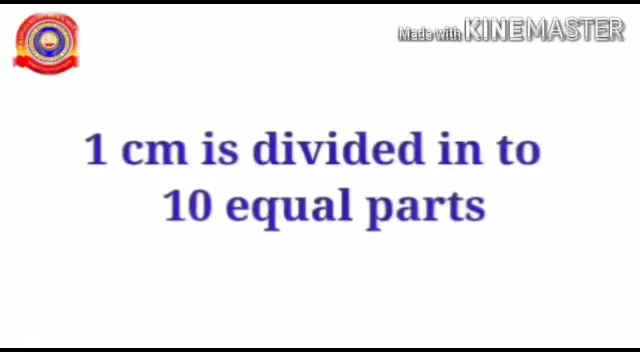 Made with KINEMASTER
1 cm is divided in to
10 equal parts